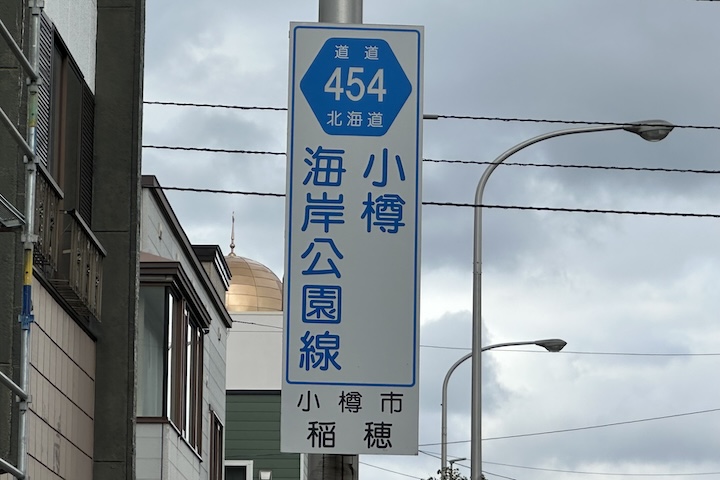 道道
454
北海道
小樽
海岸公園線
小樽市
稲穂